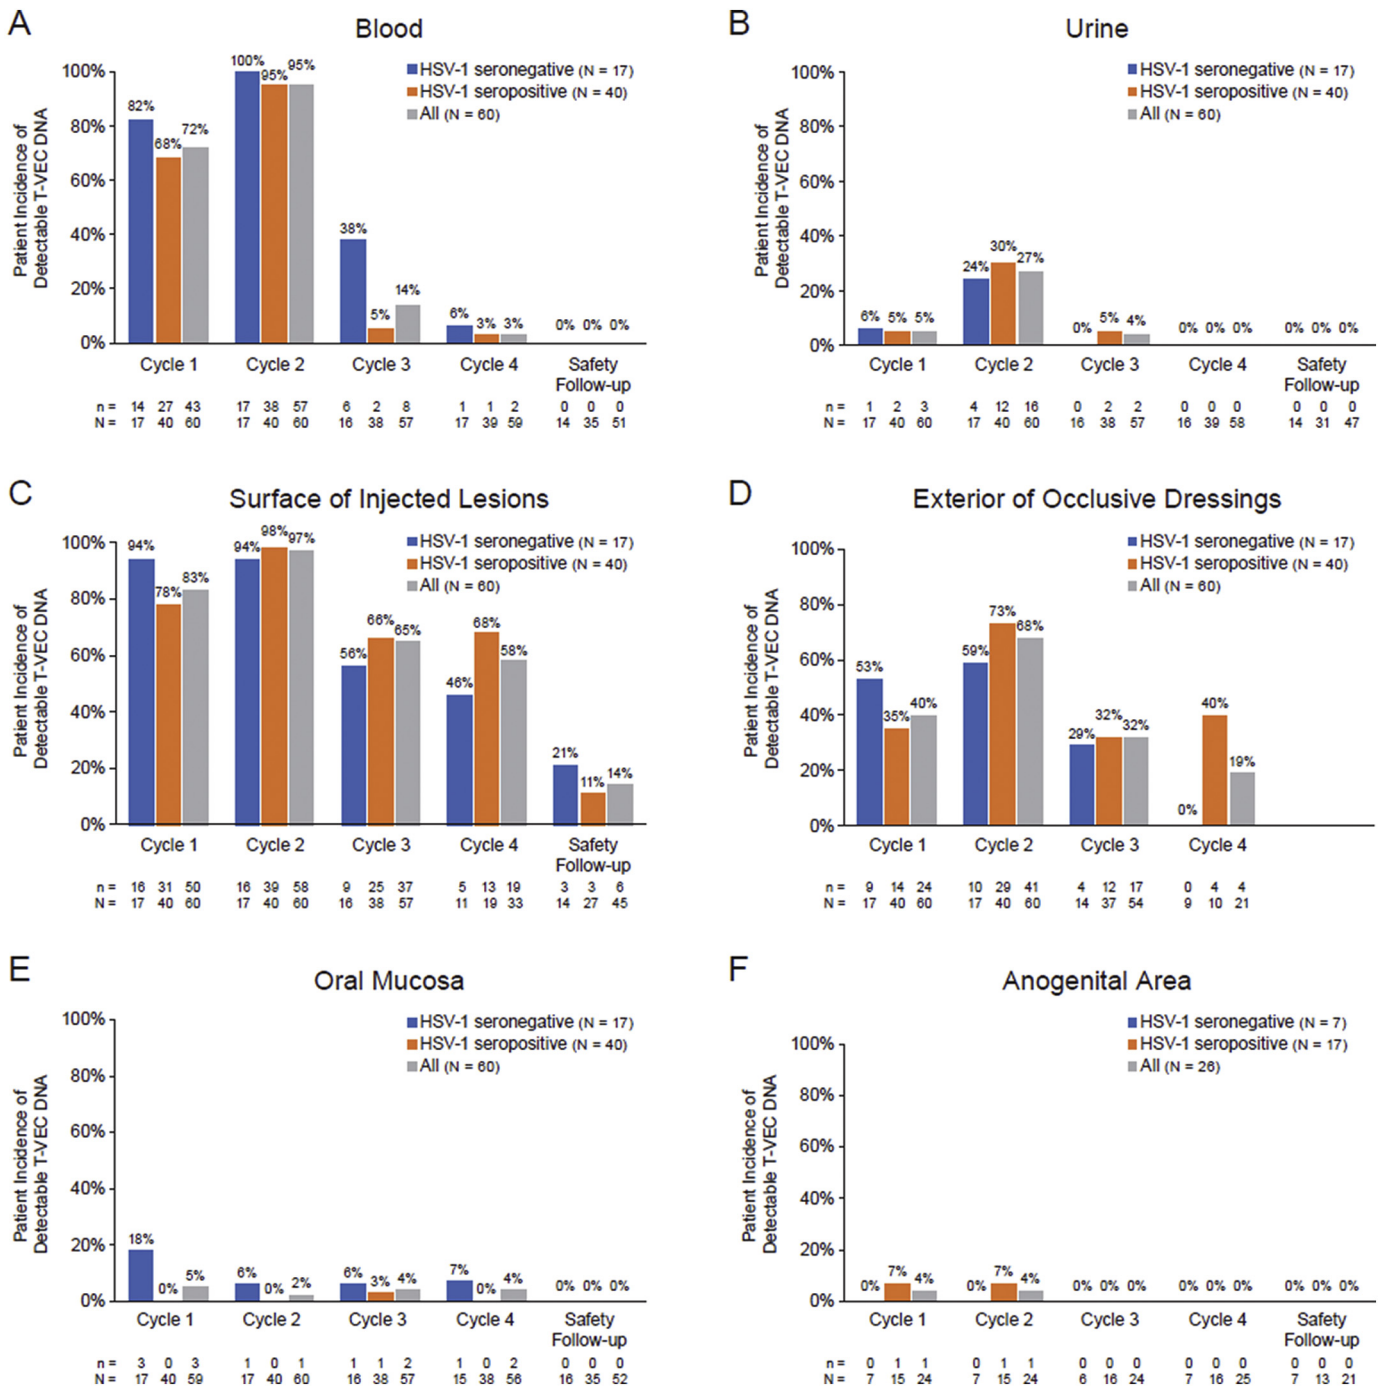 A
Blood
Patient Incidence of
Detectable T-VEC DNA
HSV-1 seronegative (N = 17)
HSV-1 seropositive (N = 40)
All (N = 60)
100%
80%
60%
40%
20%
0%
82%
68%
72%
100%
95%
95%
38%
5%
14%
6%
3%
3%
0% 0% 0%
Cycle 1 Cycle 2 Cycle 3 Cycle 4 Safety
Follow-up
n = 14 27 43 17 38 57 6 2 8 1 1 2 0 0 0
N = 17 40 60 17 40 60 16 38 57 17 39 59 14 35 51
B
Urine
Patient Incidence of
Detectable T-VEC DNA
HSV-1 seronegative (N = 17)
HSV-1 seropositive (N = 40)
All (N = 60)
100%
80%
60%
40%
20%
0%
6% 5% 5%
24%
30%
27%
0%
5%
4%
0% 0% 0%
0% 0% 0%
Cycle 1 Cycle 2 Cycle 3 Cycle 4 Safety
Follow-up
n = 1 2 3 4 12 16 0 2 2 0 0 0 0 0 0
N = 17 40 60 17 40 60 16 38 57 16 39 58 14 31 47
C
Surface of Injected Lesions
Patient Incidence of
Detectable T-VEC DNA
HSV-1 seronegative (N = 17)
HSV-1 seropositive (N = 40)
All (N = 60)
100%
80%
60%
40%
20%
0%
94%
78%
83%
94%
98%
97%
56%
66%
65%
46%
68%
58%
21%
11%
14%
Cycle 1 Cycle 2 Cycle 3 Cycle 4 Safety
Follow-up
n = 16 31 50 16 39 58 9 25 37 5 13 19 3 3 6
N = 17 40 60 17 40 60 16 38 57 11 19 33 14 27 45
D
Exterior of Occlusive Dressings
Patient Incidence of
Detectable T-VEC DNA
HSV-1 seronegative (N = 17)
HSV-1 seropositive (N = 40)
All (N = 60)
100%
80%
60%
40%
20%
0%
53%
35%
40%
59%
73%
68%
29%
32%
32%
0%
40%
19%
Cycle 1 Cycle 2 Cycle 3 Cycle 4
n = 9 14 24 10 29 41 4 12 17 0 4 4
N = 17 40 60 17 40 60 14 37 54 9 10 21
E
Oral Mucosa
Patient Incidence of
Detectable T-VEC DNA
HSV-1 seronegative (N = 17)
HSV-1 seropositive (N = 40)
All (N = 60)
100%
80%
60%
40%
20%
0%
18%
0%
5%
6%
0%
2%
6%
3%
4%
7%
0%
4%
0% 0% 0%
Cycle 1 Cycle 2 Cycle 3 Cycle 4 Safety
Follow-up
n = 3 0 3 1 0 1 1 1 2 1 0 2 0 0 0
N = 17 40 59 17 40 60 16 38 57 15 38 56 16 35 52
F
Anogenital Area
Patient Incidence of
Detectable T-VEC DNA
HSV-1 seronegative (N = 7)
HSV-1 seropositive (N = 17)
All (N = 26)
100%
80%
60%
40%
20%
0%
0%
7%
4%
0%
7%
4%
0% 0% 0%
0% 0% 0%
0% 0% 0%
Cycle 1 Cycle 2 Cycle 3 Cycle 4 Safety
Follow-up
n = 0 1 1 0 1 1 0 0 0 0 0 0 0 0 0
N = 7 15 24 7 15 24 6 16 24 7 16 25 7 13 21